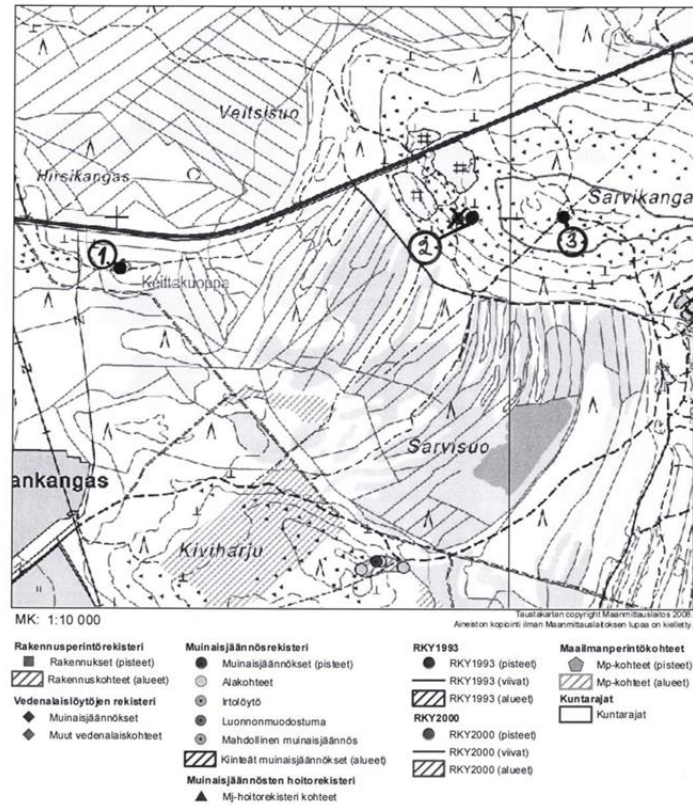 Veitsisuo
Hirsikangas
Sarvikanga
1
2
3
Keittakuoppa
Sarvisuo
ankangas
Kiviharju
MK: 1:10 000
Taustakartan copyright Maanmittauslaitos 2008.
Aineiston kopiointi ilman Maanmittauslaitoksen lupaa on kielletty.
Rakennusperintörekisteri
Rakennukset (pisteet)
Rakennuskohteet (alueet)
Vedenalaislöytöjen rekisteri
Muinaisjäännökset
Muut vedenalaiskohteet
Muinaisjäännösrekisteri
Muinaisjäännökset (pisteet)
Alakohteet
Irtolöytö
Luonnonmuodostuma
Mahdollinen muinaisjäännös
Kiinteät muinaisjäännökset (alueet)
Muinaisjäännösten hoitorekisteri
Mj-hoitorekisteri kohteet
RKY1993
RKY1993 (pisteet)
RKY1993 (viivat)
RKY1993 (alueet)
RKY2000
RKY2000 (pisteet)
RKY2000 (viivat)
RKY2000 (alueet)
Maailmanperintökohteet
Mp-kohteet (pisteet)
Mp-kohteet (alueet)
Kuntarajat
Kuntarajat